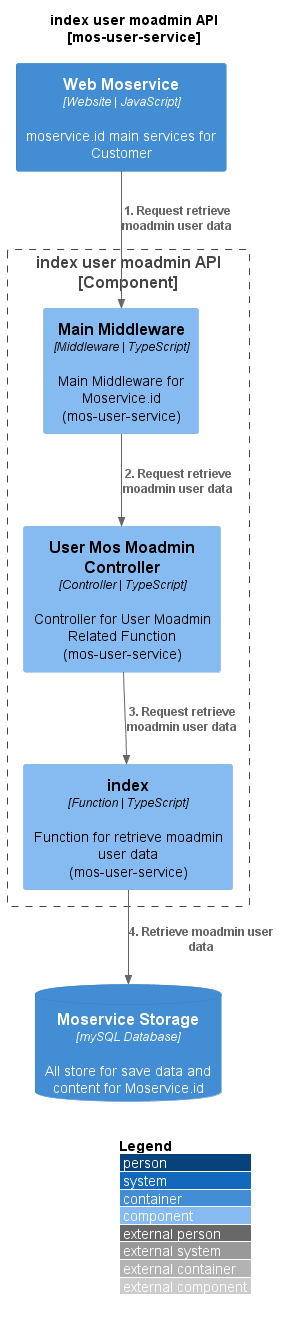 index user moadmin API
[mos-user-service]
Web Moservice
[Website | JavaScript]
moservice.id main services for
Customer
1. Request retrieve
moadmin user data
index user moadmin API
[Component]
Main Middleware
[Middleware | TypeScript]
Main Middleware for
Moservice.id
(mos-user-service)
2. Request retrieve
moadmin user data
User Mos Moadmin
Controller
[Controller | TypeScript]
Controller for User Moadmin
Related Function
(mos-user-service)
3. Request retrieve
moadmin user data
index
[Function | TypeScript]
Function for retrieve moadmin
user data
(mos-user-service)
4. Retrieve moadmin user
data
Moservice Storage
[mySQL Database]
All store for save data and
content for Moservice.id
Legend
person
system
container
component
external person
external system
external container
external component